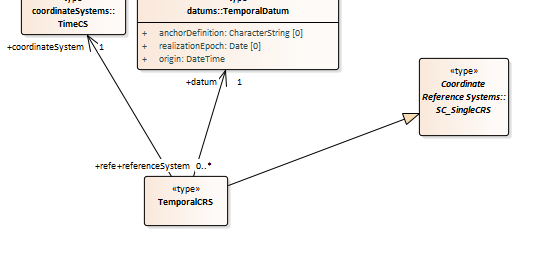 coordinateSystems::
TimeCS
datums::TemporalDatum
+ anchorDefinition: CharacterString [0]
+ realizationEpoch: Date [0]
+ origin: DateTime
+coordinateSystem 1
+datum 1
«type»
Coordinate
Reference Systems::
SC_SingleCRS
+refe+referenceSystem 0..*
«type»
TemporalCRS